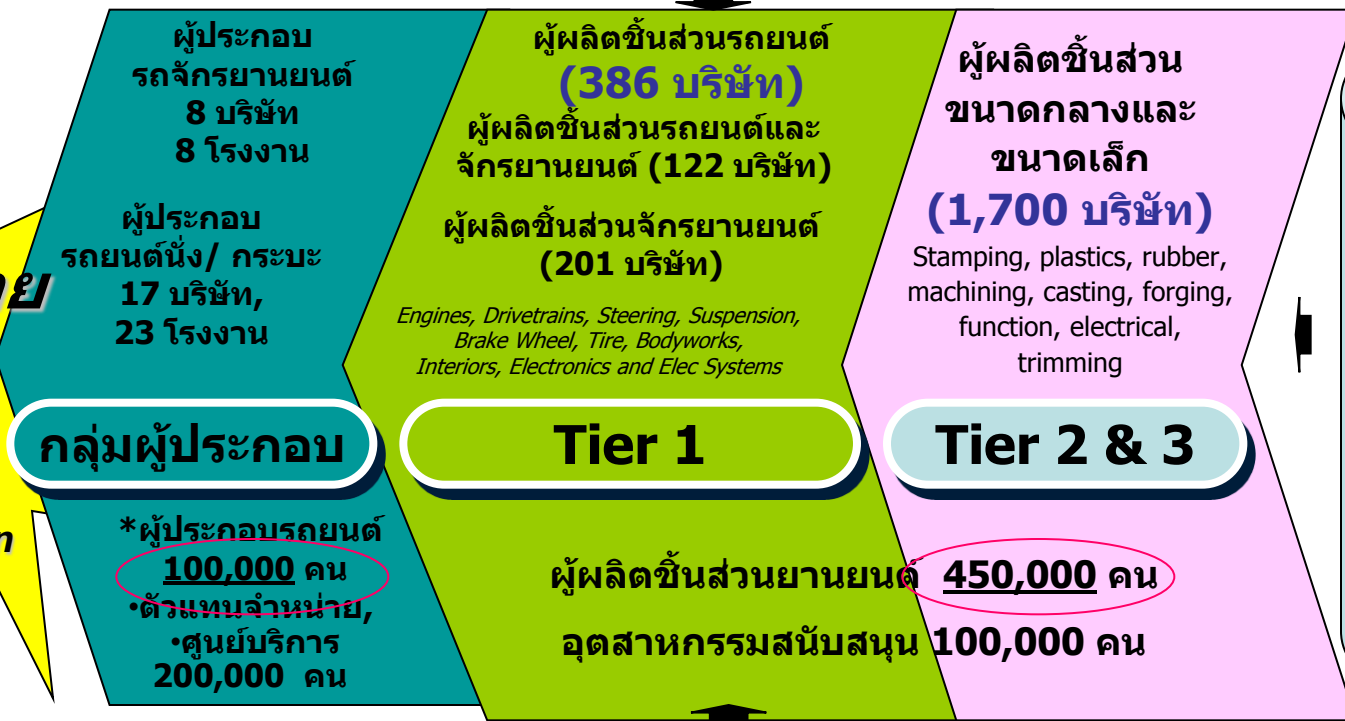 ผู้ประกอบ
รถจักรยานยนต์
8 บริษัท
8 โรงงาน
ผู้ประกอบ
รถยนต์นั่ง/ กระบะ
17 บริษัท,
23 โรงงาน
กลุ่มผู้ประกอบ
*ผู้ประกอบรถยนต์
100,000 คน
•ตัวแทนจำหน่าย,
•ศูนย์บริการ
200,000 คน
ผู้ผลิตชิ้นส่วนรถยนต์
(386 บริษัท)
ผู้ผลิตชิ้นส่วนรถยนต์และ
จักรยานยนต์ (122 บริษัท)
ผู้ผลิตชิ้นส่วนจักรยานยนต์
(201 บริษัท)
Engines, Drivetrains, Steering, Suspension,
Brake Wheel, Tire, Bodyworks,
Interiors, Electronics and Elec Systems
Tier 1
ผู้ผลิตชิ้นส่วน
ขนาดกลางและ
ขนาดเล็ก
(1,700 บริษัท)
Stamping, plastics, rubber,
machining, casting, forging,
function, electrical,
trimming
Tier 2 & 3
ผู้ผลิตชิ้นส่วนยานยนต์ 450,000 คน
อุตสาหกรรมสนับสนุน 100,000 คน